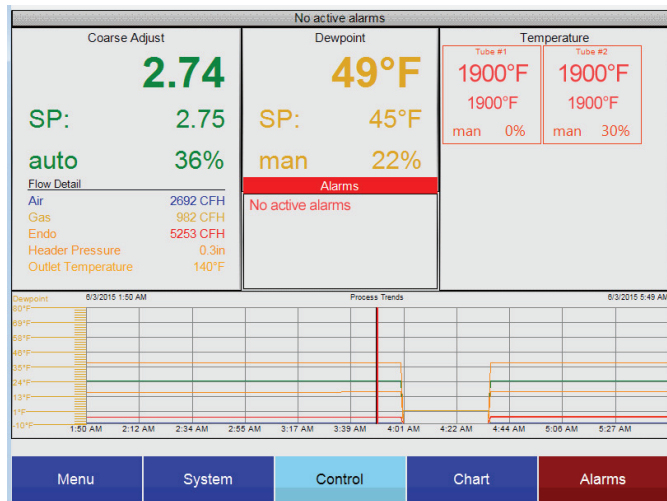 No active alarms
Coarse Adjust
2.74
SP: 2.75
auto 36%
Flow Detail
Air 2692 CFH
Gas 982 CFH
Endo 5253 CFH
Header Pressure 0.3in
Outlet Temperature 140°F
Dewpoint
49°F
SP: 45°F
man 22%
Alarms
No active alarms
Temperature
Tube #1
1900°F
1900°F
man 0%
Tube #2
1900°F
1900°F
man 30%
Dewpoint 6/3/2015 1:50 AM Process Trends 6/3/2015 5:49 AM
80°F
69°F
58°F
46°F
35°F
24°F
13°F
1°F
-10°F
1:50 AM 2:12 AM 2:34 AM 2:55 AM 3:17 AM 3:39 AM 4:01 AM 4:22 AM 4:44 AM 5:06 AM 5:27 AM
Menu System Control Chart Alarms